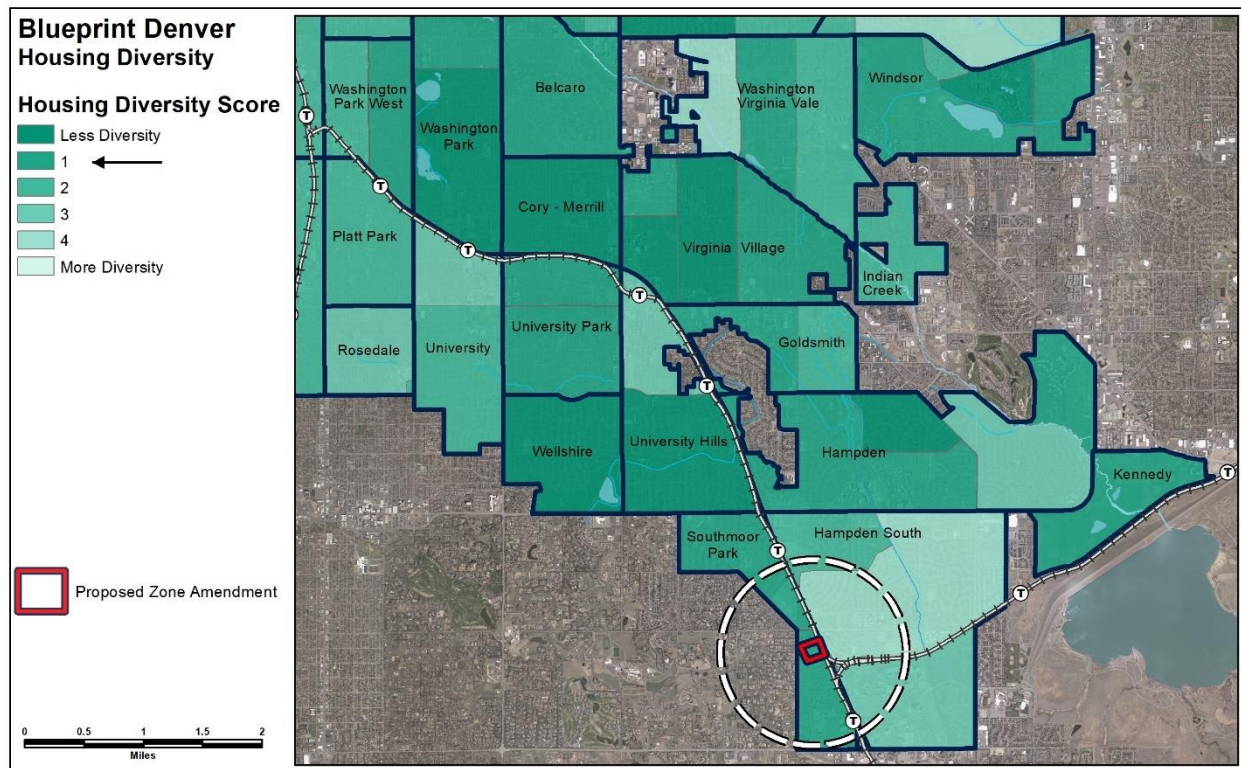 Blueprint Denver
Housing Diversity
Housing Diversity Score
Less Diversity
1
2
3
4
More Diversity
Proposed Zone Amendment
0 0.5 1 1.5 2
Miles
Washington
Park West
Belcaro
Washington
Virginia Vale
Windsor
T
Washington
Park
T
Cory - Merrill
Platt Park
Virginia Village
T
Indian
Creek
T
University Park
Rosedale
University
Goldsmith
T
Wellshire
University Hills
Hampden
Kennedy
T
Southmoor
Park
Hampden South
T
T
T